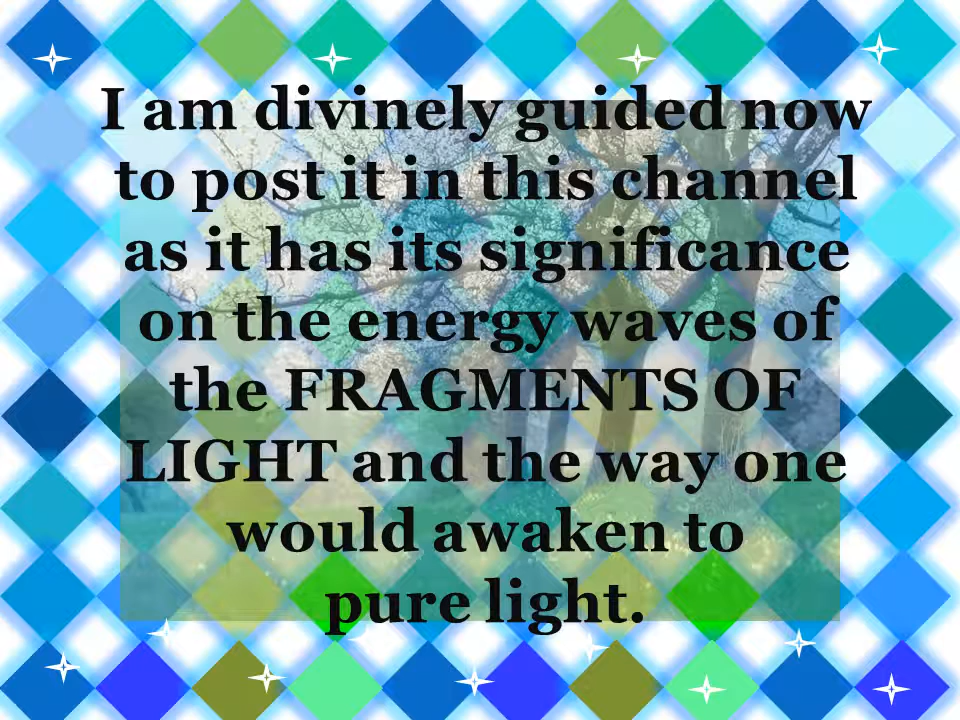 I am divinely guided now
to post it in this channel
as it has its significance
on the energy waves of
the FRAGMENTS OF
LIGHT and the way one
would awaken to
pure light.